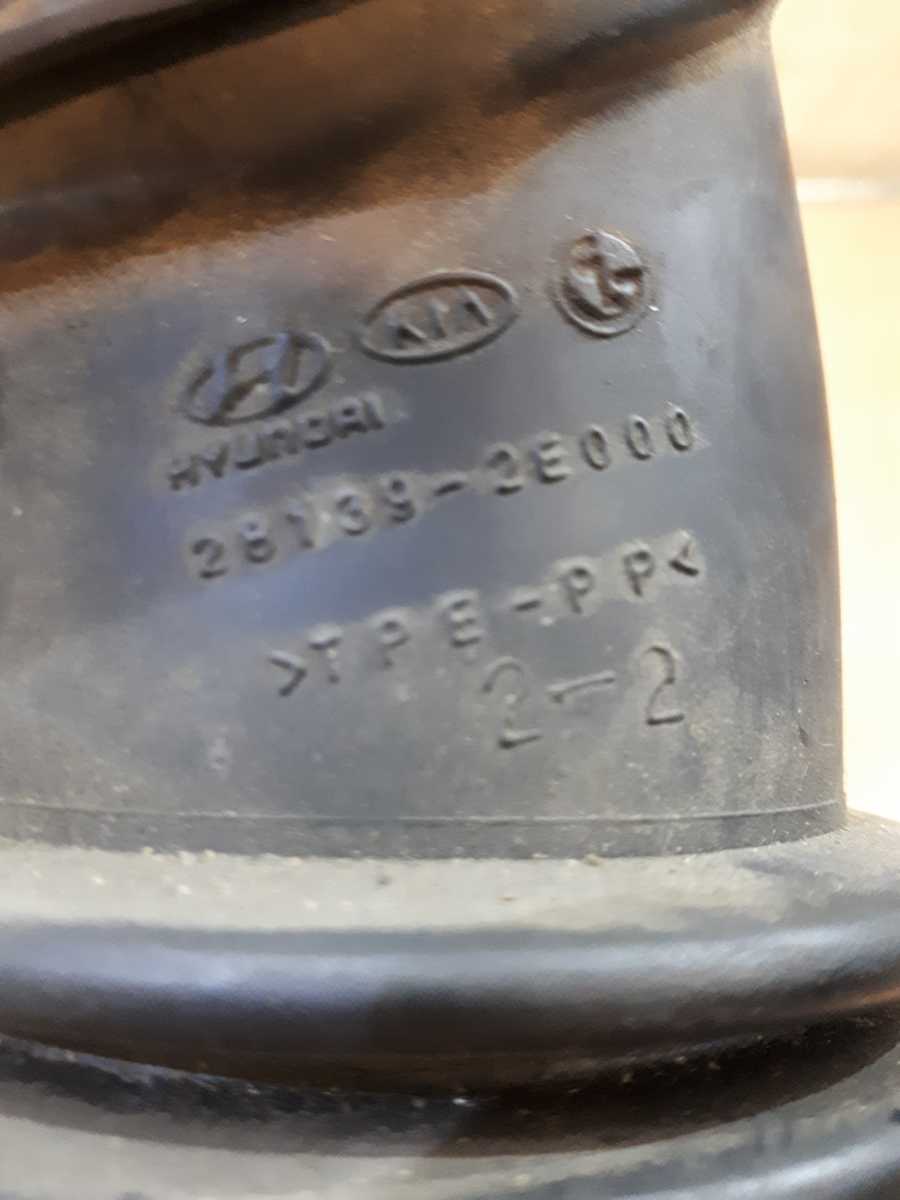 KIA
HYUNDAI
28139-2E000
>TPE-PP<
2-2